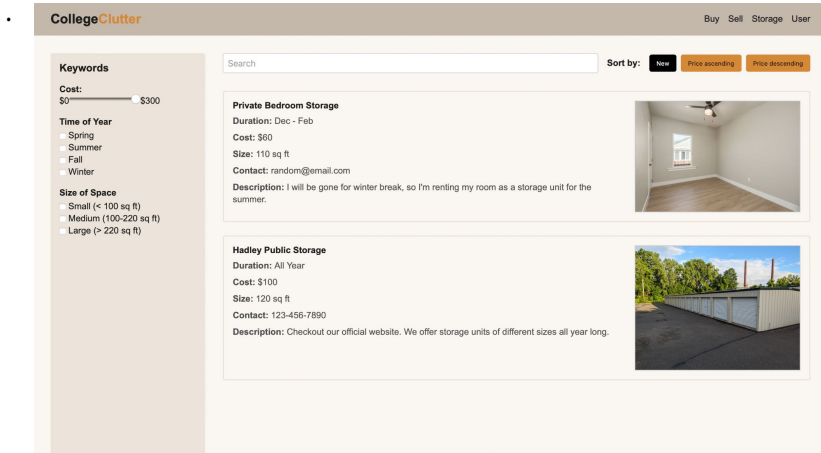 CollegeClutter
Buy Sell Storage User
Keywords
Cost:
$0 $300
Time of Year
Spring
Summer
Fall
Winter
Size of Space
Small (< 100 sq ft)
Medium (100-220 sq ft)
Large (> 220 sq ft)
Search
Sort by: New Price ascending Price descending
Private Bedroom Storage
Duration: Dec - Feb
Cost: $60
Size: 110 sq ft
Contact: random@email.com
Description: I will be gone for winter break, so I'm renting my room as a storage unit for the
summer.
Hadley Public Storage
Duration: All Year
Cost: $100
Size: 120 sq ft
Contact: 123-456-7890
Description: Checkout our official website. We offer storage units of different sizes all year long.